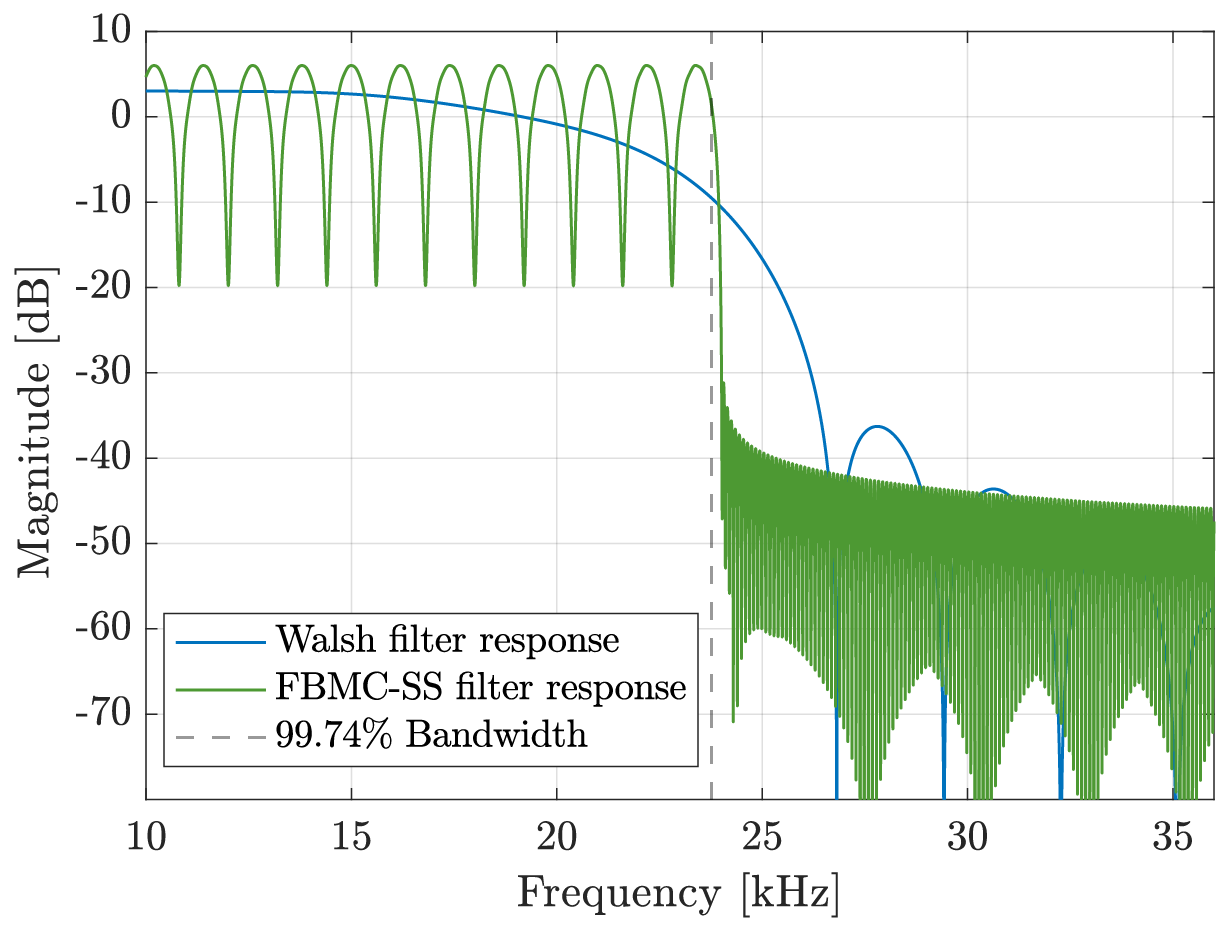 10
0
-10
-20
-30
-40
-50
-60
-70
Magnitude [dB]
Walsh filter response
FBMC-SS filter response
99.74% Bandwidth
10 15 20 25 30 35
Frequency [kHz]